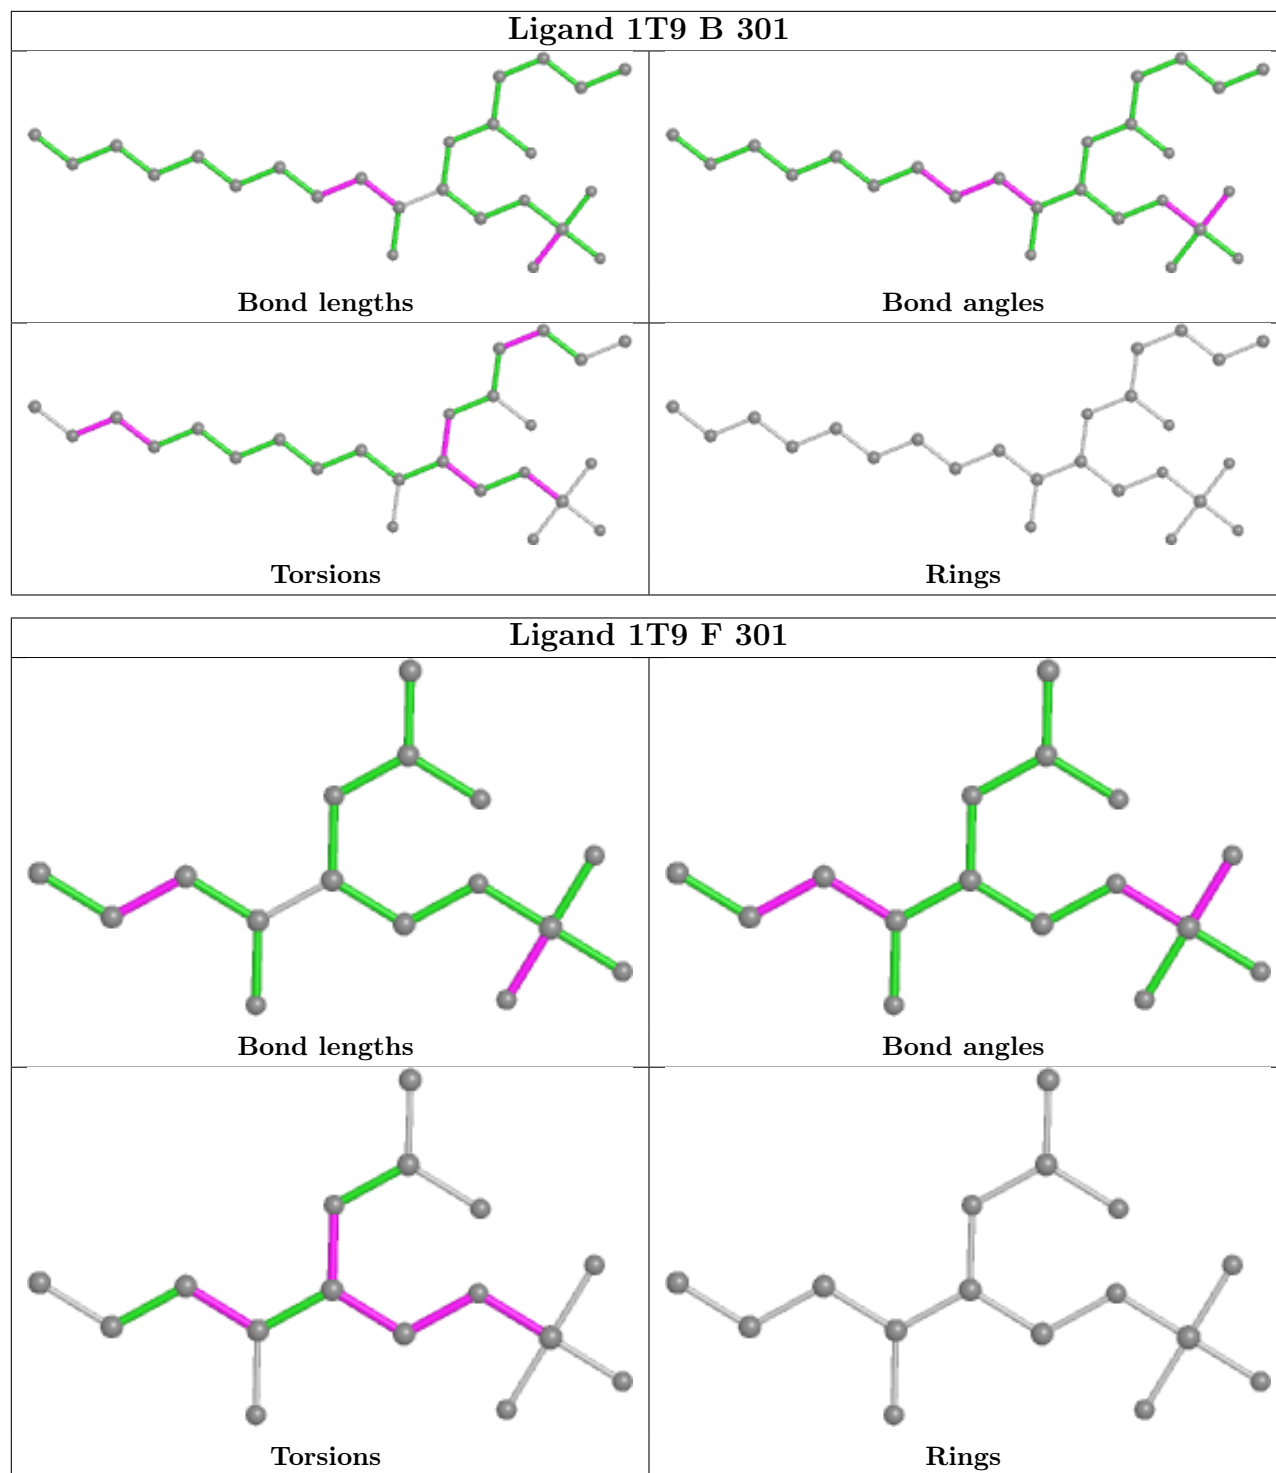 Ligand 1T9 B 301
Bond lengths
Bond angles
Torsions
Rings
Ligand 1T9 F 301
Bond lengths
Bond angles
Torsions
Rings